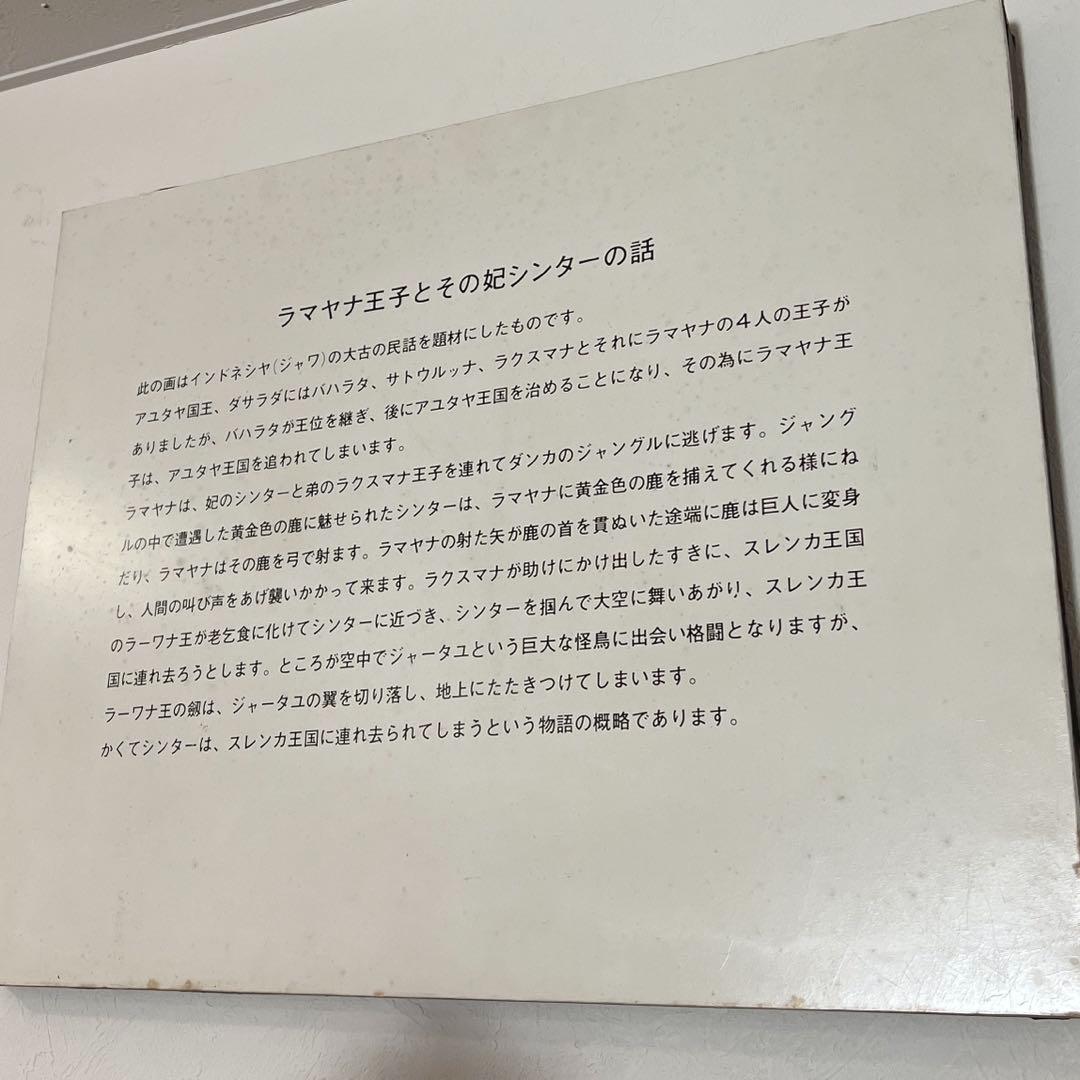 ラマヤナ王子とその妃シンターの話
此の画はインドネシヤ(ジャワ)の大古の民話を題材にしたものです。
アユタヤ国王、ダサラダにはバハラタ、サトウルッナ、ラクスマナとそれにラマヤナの4人の王子が
ありましたが、バハラタが王位を継ぎ、後にアユタヤ王国を治めることになり、その為にラマヤナ王
子は、アユタヤ王国を追われてしまいます。
ラマヤナは、妃のシンターと弟のラクスマナ王子を連れてダンカのジャングルに逃げます。ジャング
ルの中で遭遇した黄金色の鹿に魅せられたシンターは、ラマヤナに黄金色の鹿を捕えてくれる様にね
だり、ラマヤナはその鹿を弓で射ます。ラマヤナの射た矢が鹿の首を貫ぬいた途端に鹿は巨人に変身
し、人間の叫び声をあげ襲いかかって来ます。ラクスマナが助けにかけ出したすきに、スレンカ王国
のラーワナ王が老乞食に化けてシンターに近づき、シンターを掴んで大空に舞いあがり、スレンカ王
国に連れ去ろうとします。ところが空中でジャータユという巨大な怪鳥に出会い格闘となりますが、
ラーワナ王の劔は、ジャータユの翼を切り落し、地上にたたきつけてしまいます。
かくてシンターは、スレンカ王国に連れ去られてしまうという物語の概略であります。